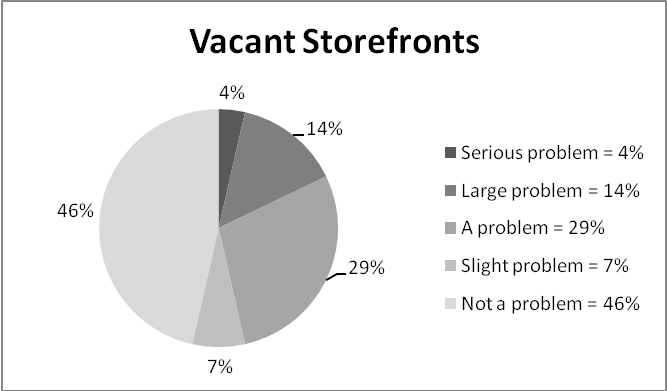 Vacant Storefronts
4%
14%
46%
29%
7%
Serious problem = 4%
Large problem = 14%
A problem = 29%
Slight problem = 7%
Not a problem = 46%